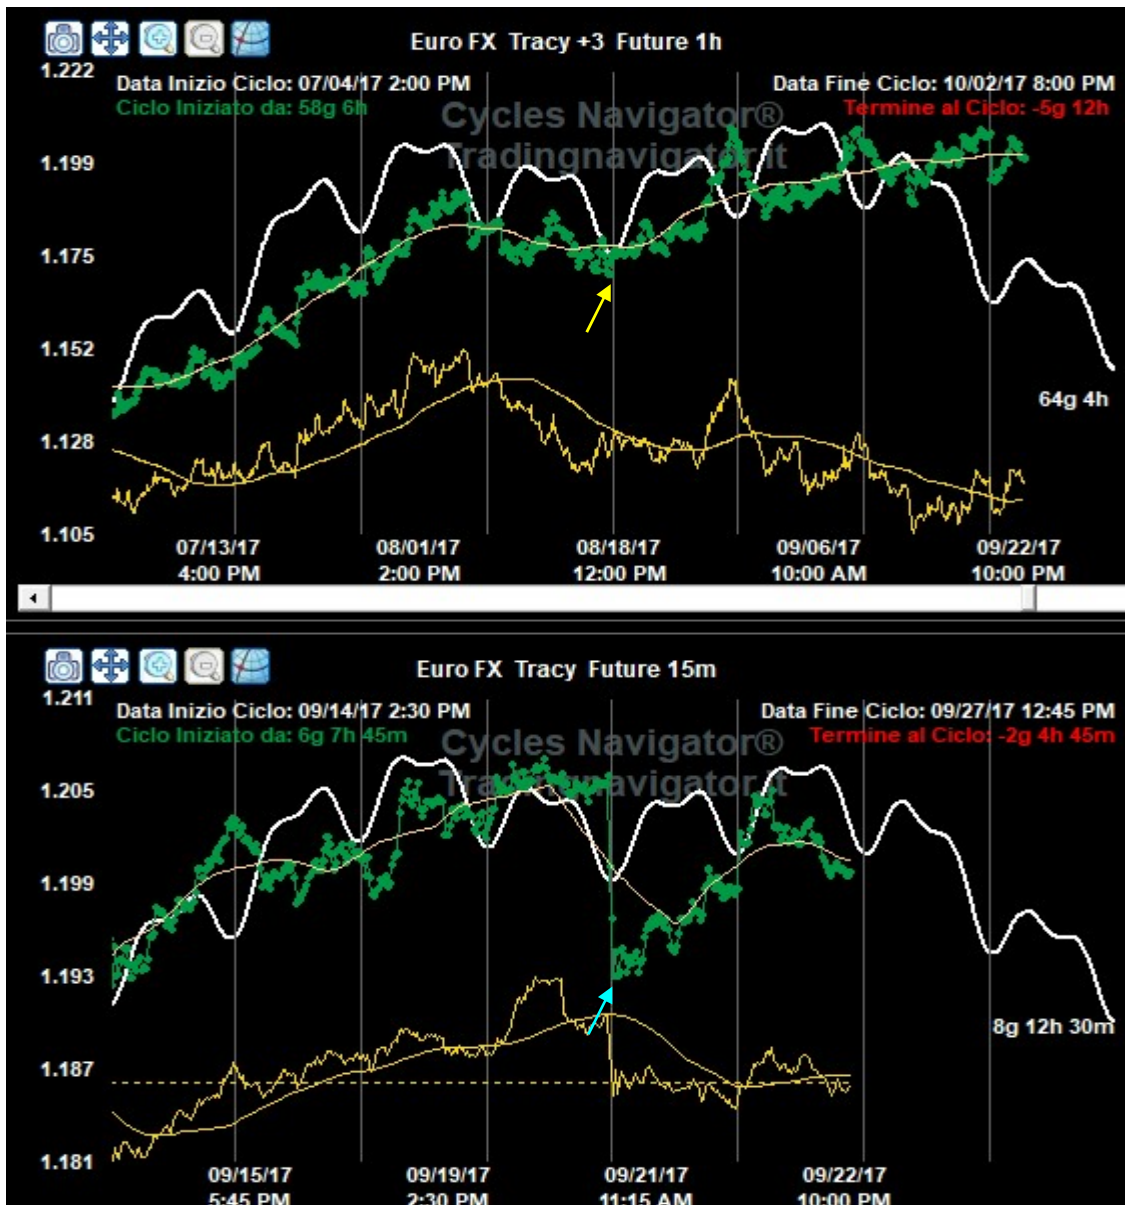 Euro FX Tracy +3 Future 1h
1.222
Data Inizio Ciclo: 07/04/17 2:00 PM
Data Fine Ciclo: 10/02/17 8:00 PM
Ciclo Iniziato da: 58g 6h
Termine al Ciclo: -5g 12h
Cycles Navigator®
Tradingnavigator.it
1.199
1.175
1.152
64g 4h
1.128
1.105
07/13/17 08/01/17 08/18/17 09/06/17 09/22/17
4:00 PM 2:00 PM 12:00 PM 10:00 AM 10:00 PM
Euro FX Tracy Future 15m
1.211
Data Inizio Ciclo: 09/14/17 2:30 PM
Data Fine Ciclo: 09/27/17 12:45 PM
Ciclo Iniziato da: 6g 7h 45m
Termine al Ciclo: -2g 4h 45m
Cycles Navigator®
Tradingnavigator.it
1.205
1.199
1.193
8g 12h 30m
1.187
1.181
09/15/17 09/19/17 09/21/17 09/22/17
5:45 PM 2:30 PM 11:15 AM 10:00 PM